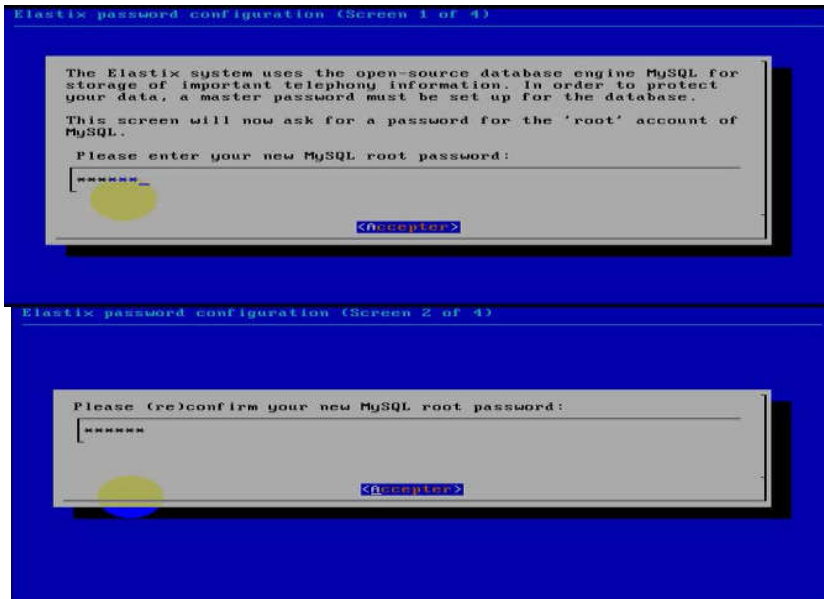 Elastix password configuration (Screen 1 of 4)
The Elastix system uses the open-source database engine MySQL for
storage of important telephony information. In order to protect
your data, a master password must be set up for the database.
This screen will now ask for a password for the 'root' account of
MySQL.
Please enter your new MySQL root password:
******_
<Accepter>
Elastix password configuration (Screen 2 of 4)
Please (re)confirm your new MySQL root password:
******
<Accepter>